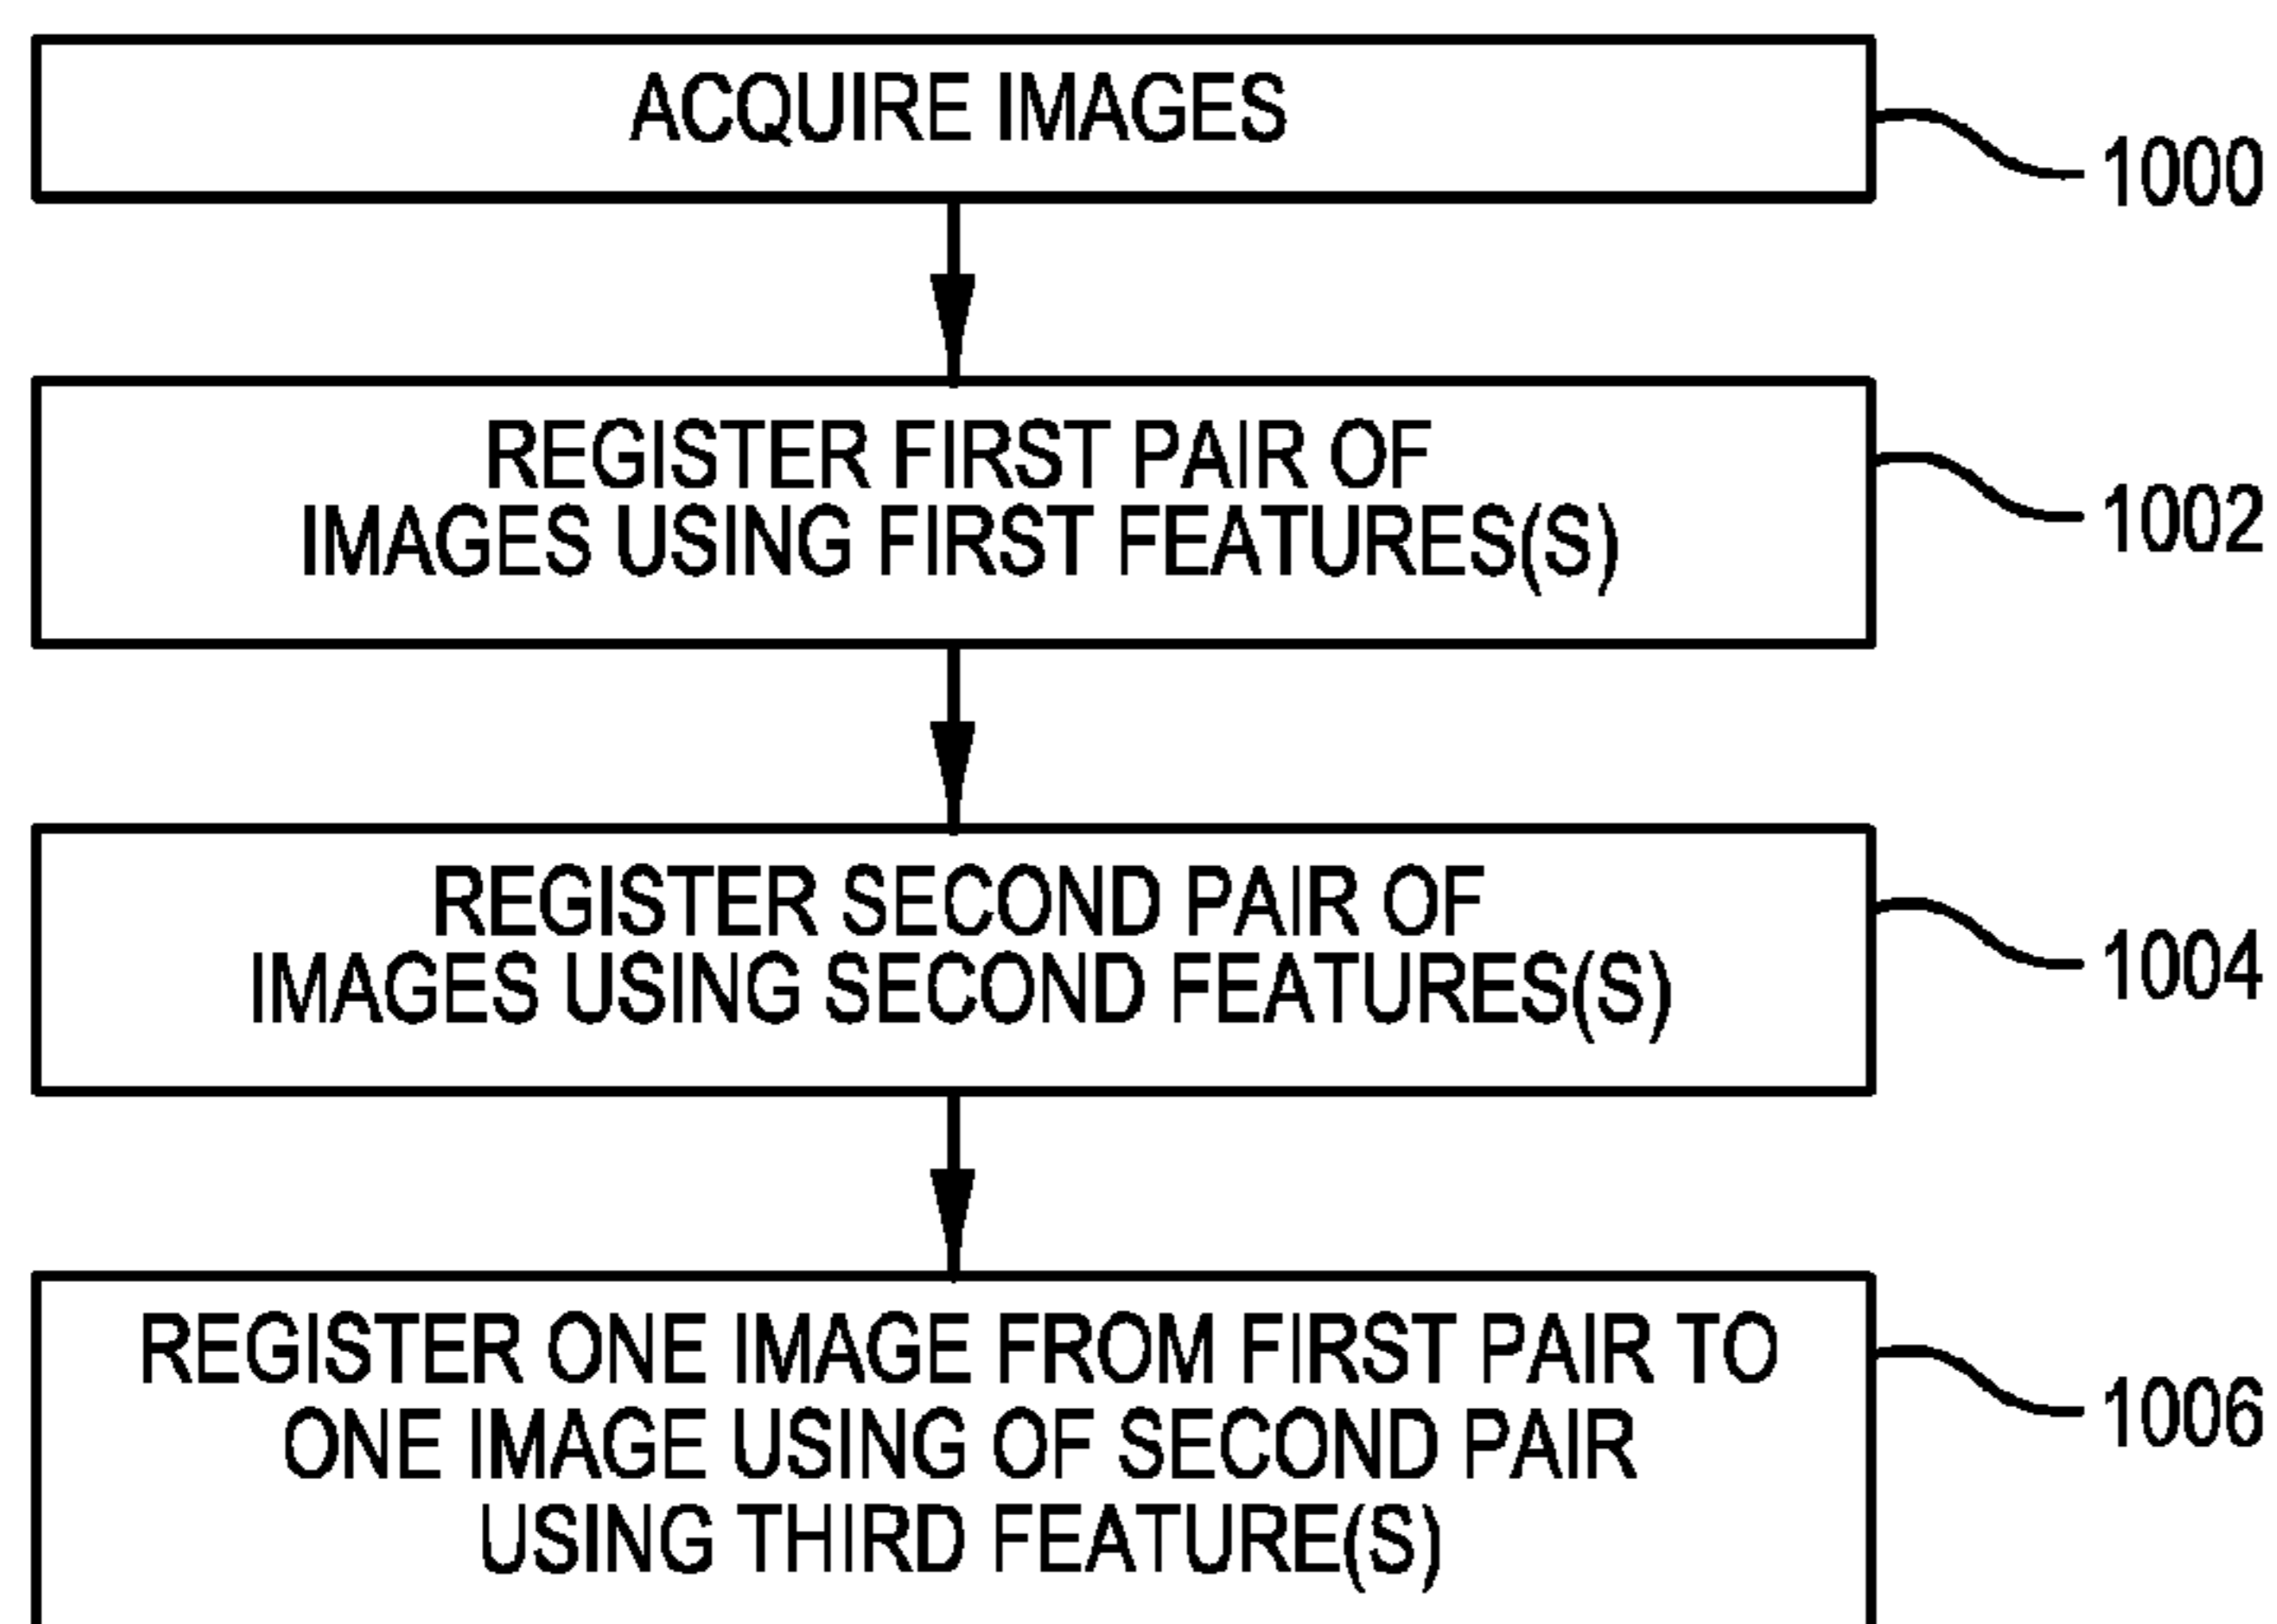 ACQUIRE IMAGES
1000
REGISTER FIRST PAIR OF
IMAGES USING FIRST FEATURES(S)
1002
REGISTER SECOND PAIR OF
IMAGES USING SECOND FEATURES(S)
1004
REGISTER ONE IMAGE FROM FIRST PAIR TO
ONE IMAGE USING OF SECOND PAIR
USING THIRD FEATURE(S)
1006